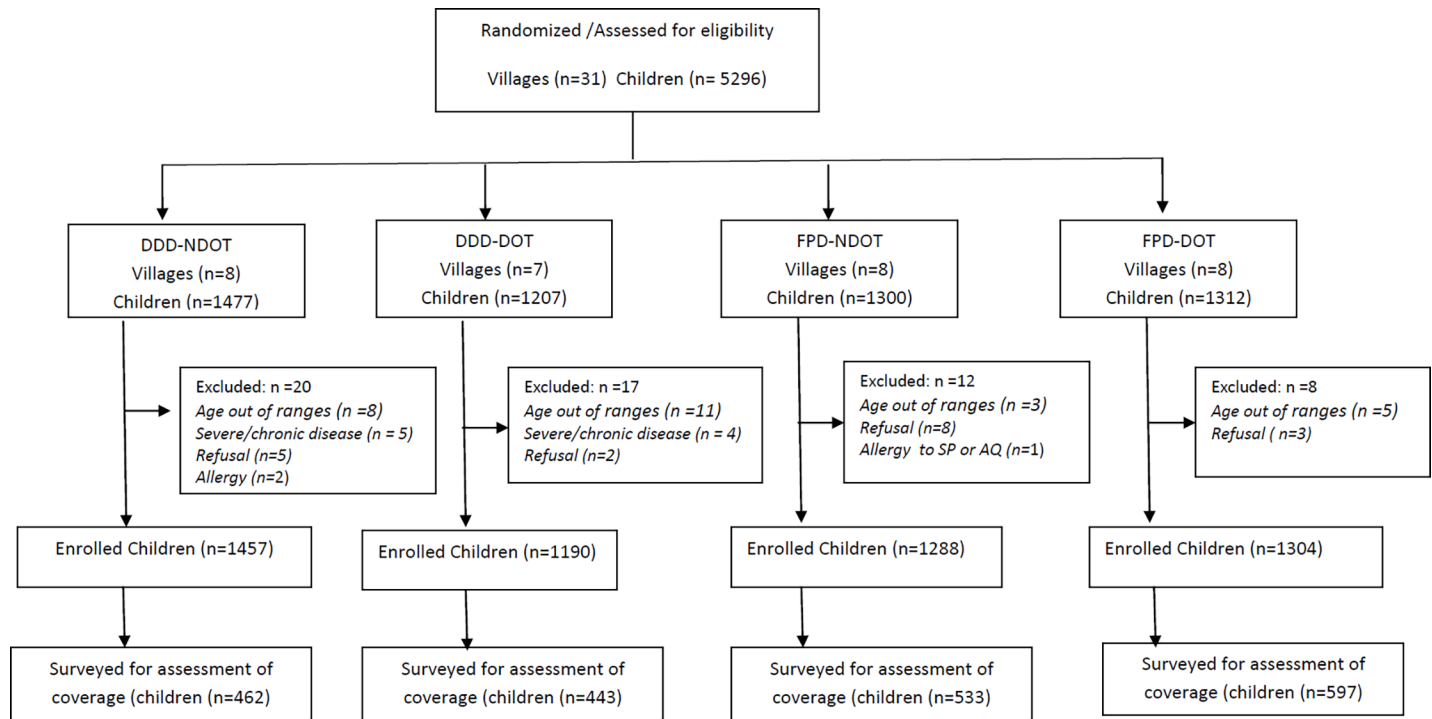 Randomized /Assessed for eligibility
Villages (n=31)  Children (n= 5296)
DDD-NDOT
Villages (n=8)
Children (n=1477)
DDD-DOT
Villages (n=7)
Children (n=1207)
FPD-NDOT
Villages (n=8)
Children (n=1300)
FPD-DOT
Villages (n=8)
Children (n=1312)
Excluded: n =20
Age out of ranges (n =8)
Severe/chronic disease (n = 5)
Refusal (n=5)
Allergy (n=2)
Excluded: n =17
Age out of ranges (n =11)
Severe/chronic disease (n = 4)
Refusal (n=2)
Excluded: n =12
Age out of ranges (n =3)
Refusal (n=8)
Allergy  to SP or AQ (n=1)
Excluded: n =8
Age out of ranges (n =5)
Refusal ( n=3)
Enrolled Children (n=1457)
Enrolled Children (n=1190)
Enrolled Children (n=1288)
Enrolled Children (n=1304)
Surveyed for assessment of
coverage (children (n=462)
Surveyed for assessment of
coverage (children (n=443)
Surveyed for assessment of
coverage (children (n=533)
Surveyed for assessment of
coverage (children (n=597)